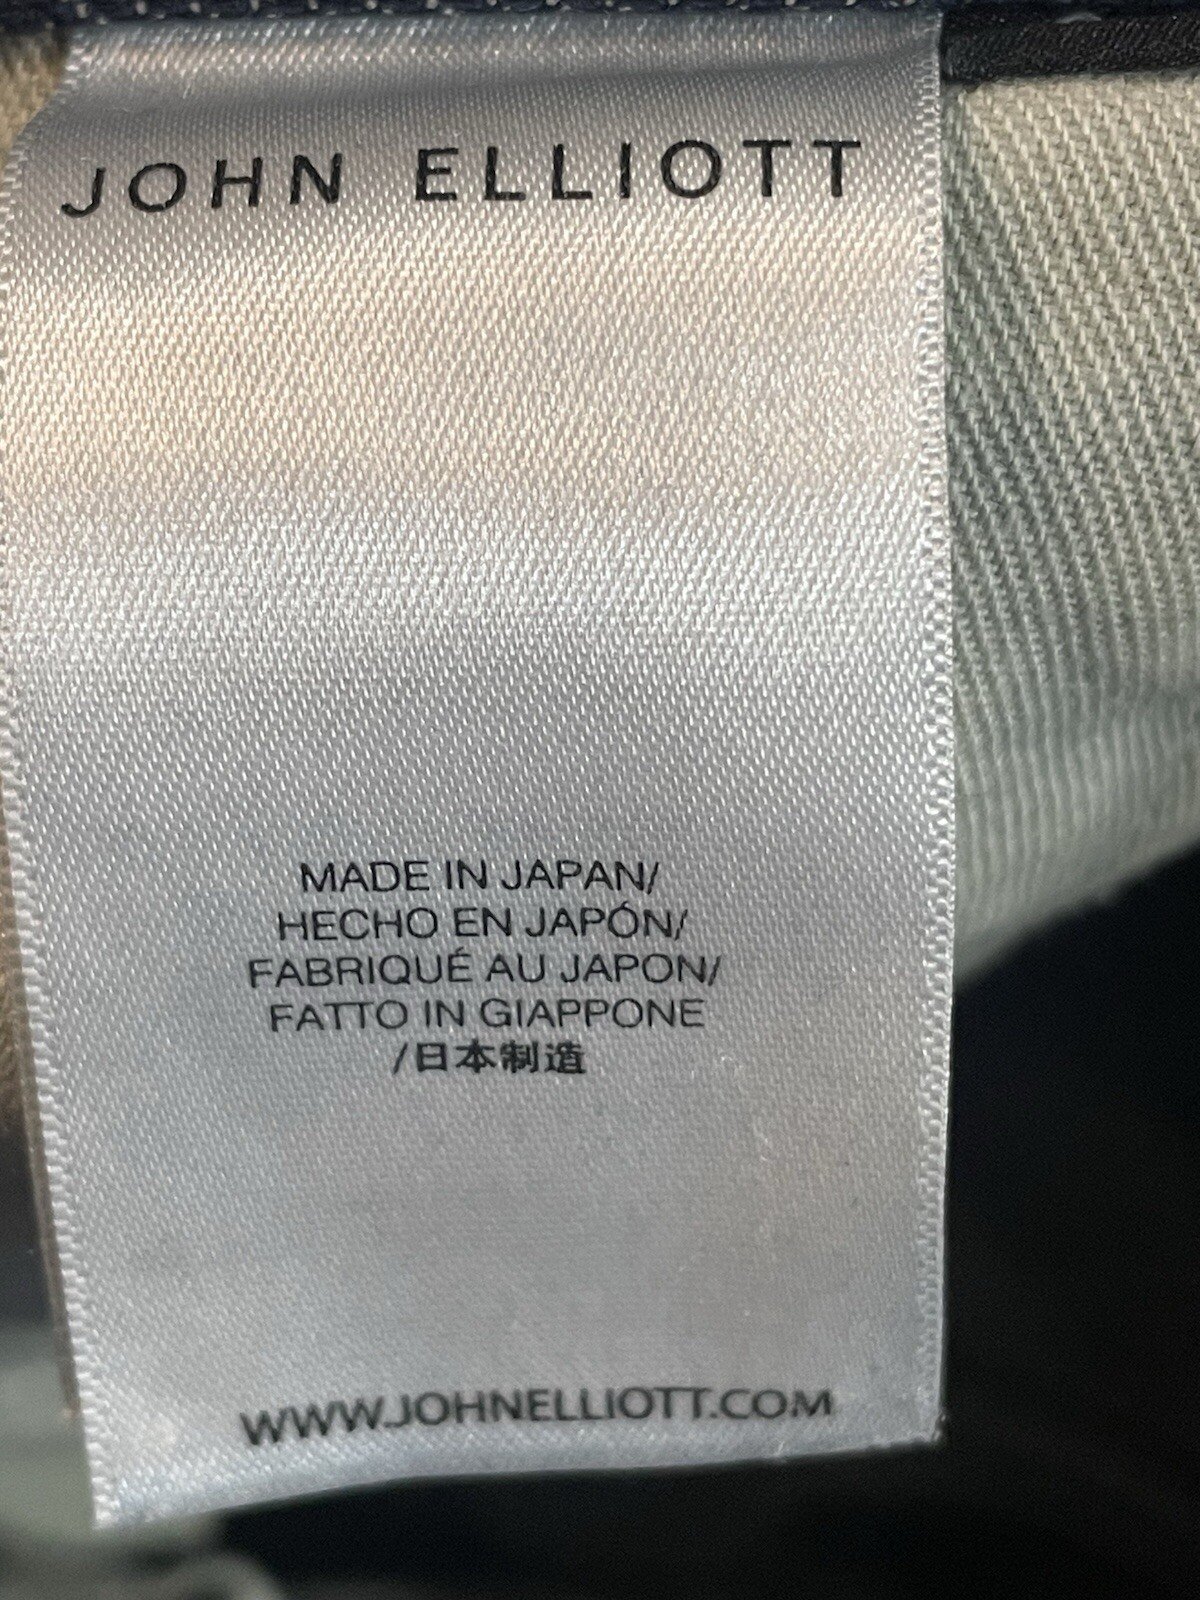 JOHN ELLIOTT
MADE IN JAPAN/
HECHO EN JAPÓN/
FABRIQUÉ AU JAPON/
FATTO IN GIAPPONE
/日本制造
WWW.JOHNELLIOTT.COM